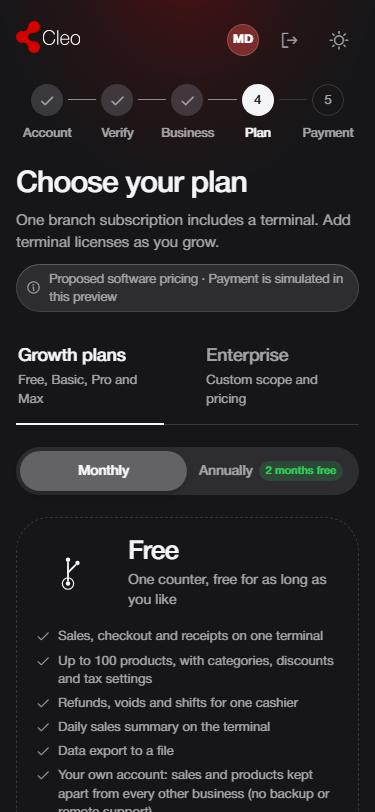 Cleo
MD
4
5
Account
Verify
Business
Plan
Payment
Choose your plan
One branch subscription includes a terminal. Add
terminal licenses as you grow.
Proposed software pricing · Payment is simulated in
this preview
Growth plans
Free, Basic, Pro and
Max
Enterprise
Custom scope and
pricing
Monthly
Annually
2 months free
Free
One counter, free for as long as
you like
Sales, checkout and receipts on one terminal
Up to 100 products, with categories, discounts
and tax settings
Refunds, voids and shifts for one cashier
Daily sales summary on the terminal
Data export to a file
Your own account: sales and products kept
apart from every other business (no backup or
remote support)